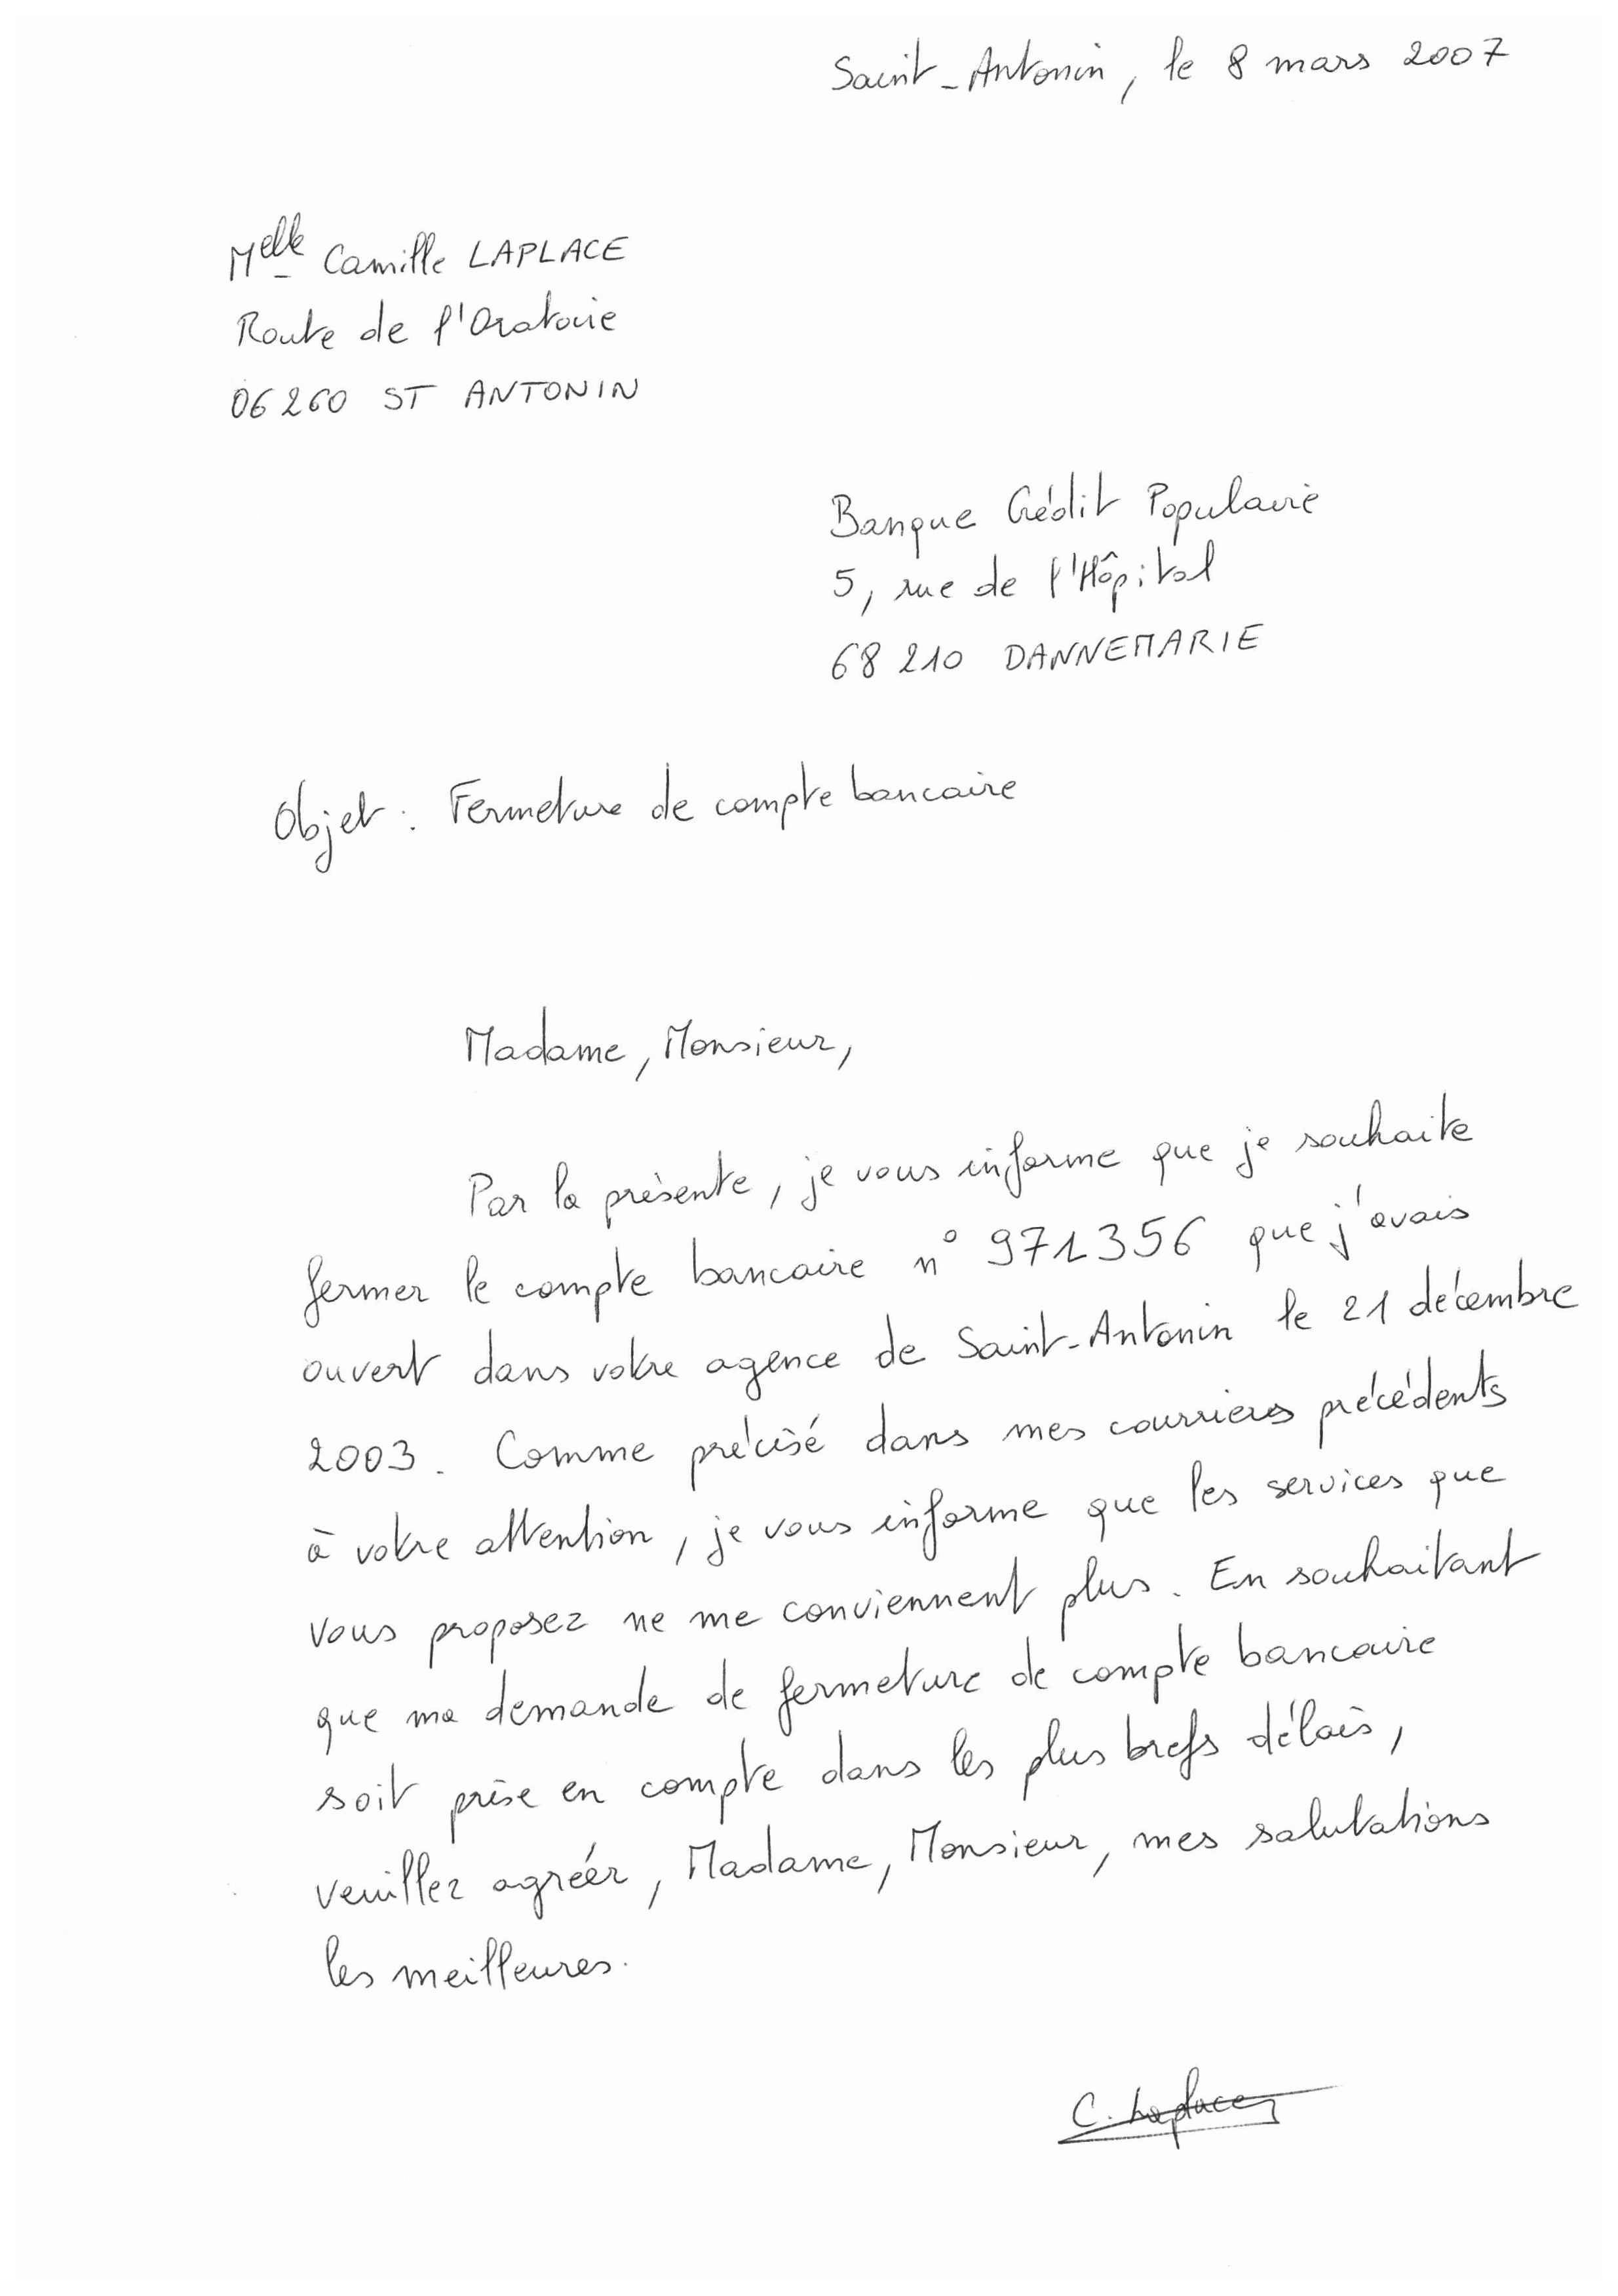 Saint-Antonin, le 8 mars 2007
Melle Camille LAPLACE
Route de l'Oratoire
06260 ST ANTONIN
Banque Crédit Populaire
5, rue de l'Hôpital
68 210 DANNEMARIE
Objet : Fermeture de compte bancaire
Madame, Monsieur,
Par la présente, je vous informe que je souhaite
fermer le compte bancaire n° 971356 que j'avais
ouvert dans votre agence de Saint-Antonin le 21 décembre
2003. Comme précisé dans mes courriers précédents
à votre attention, je vous informe que les services que
vous proposez ne me conviennent plus. En souhaitant
que ma demande de fermeture de compte bancaire
soit prise en compte dans les plus brefs délais,
veuillez agréer, Madame, Monsieur, mes salutations
les meilleures.
C. Laplace